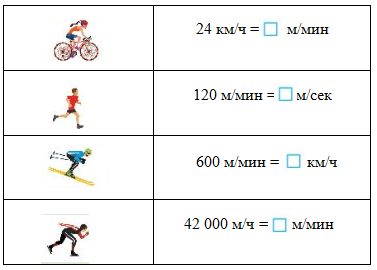 24 км/ч = □ м/мин
120 м/мин = □ м/сек
600 м/мин = □ км/ч
42 000 м/ч = □ м/мин